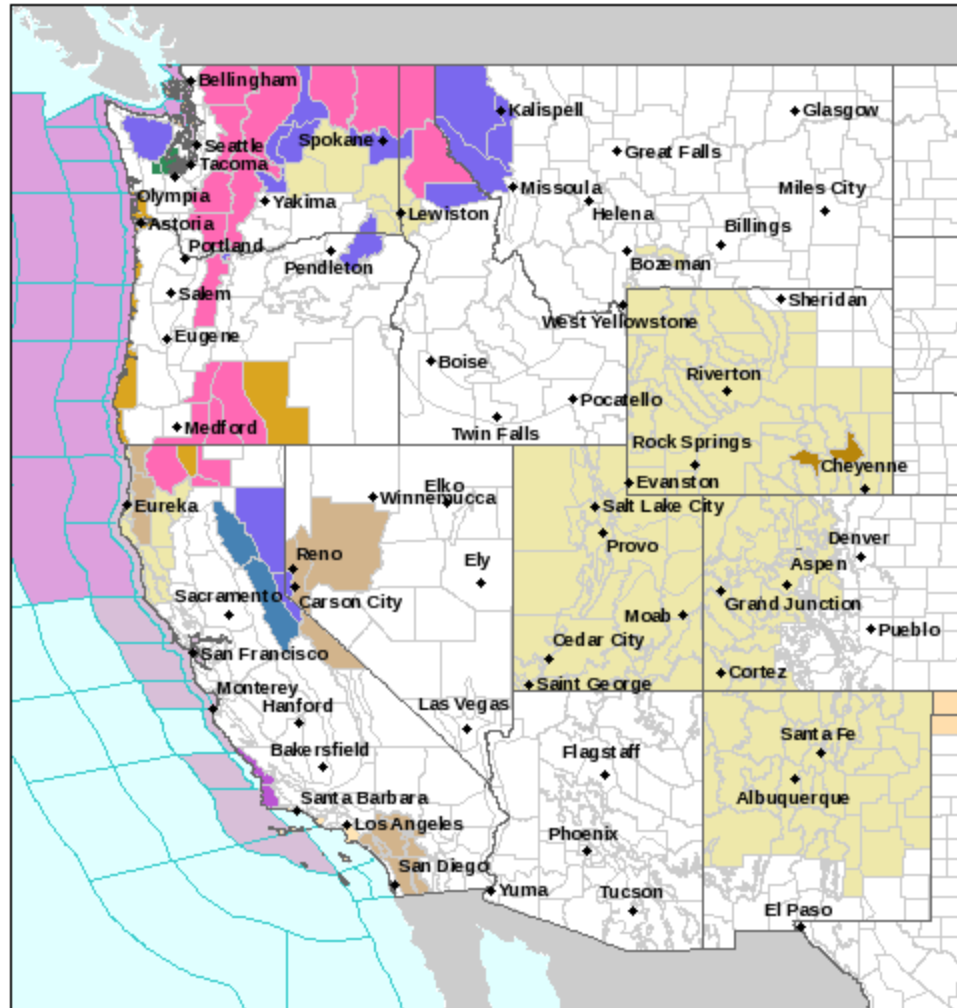 Bellingham
Kalispell
Glasgow
Spokane
Seattle
Great Falls
Tacoma
Missoula
Miles City
Olympia
Yakima
Helena
Lewiston
Astoria
Billings
Portland
Pendleton
Bozeman
Salem
Sheridan
West Yellowstone
Eugene
Boise
Riverton
Pocatello
Medford
Twin Falls
Rock Springs
Cheyenne
Elko
Evanston
Winnemucca
Eureka
Salt Lake City
Denver
Provo
Reno
Ely
Aspen
Sacramento
Carson City
Grand Junction
Moab
Pueblo
San Francisco
Cedar City
Cortez
Monterey
Saint George
Hanford
Las Vegas
Santa Fe
Bakersfield
Flagstaff
Santa Barbara
Albuquerque
Los Angeles
Phoenix
San Diego
Yuma
Tucson
El Paso